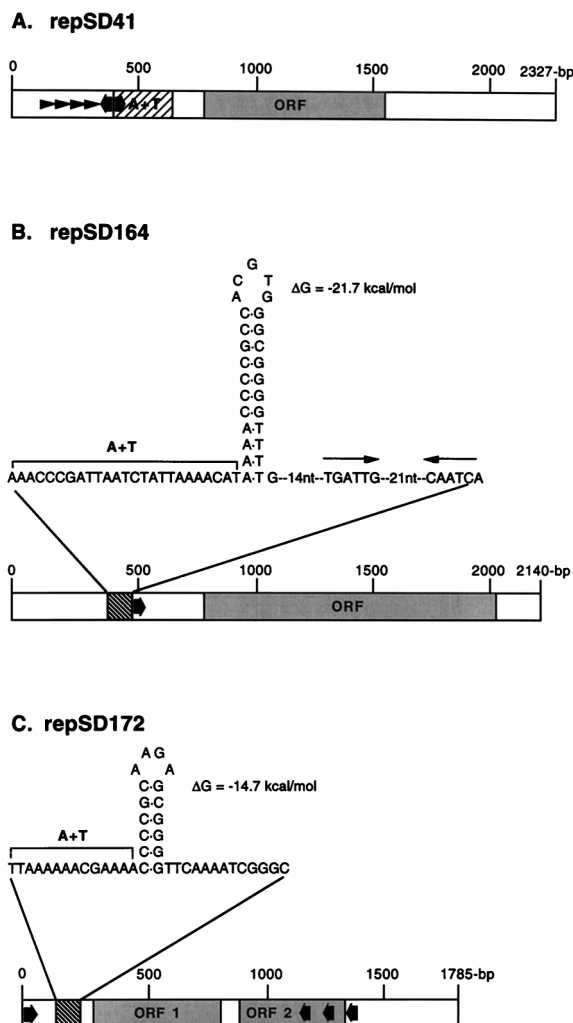 A. repSD41
0 500 1000 1500 2000 2327-bp
A+T ORF
B. repSD164
G
C T
A G
ΔG = -21.7 kcal/mol
C·G
C·G
G·C
C·G
C·G
C·G
C·G
A·T
A·T
A·T
A+T
AAACCCGATTAATCTATTAAAACATA·TG--14nt--TGATTG--21nt--CAATCA
0 500 1000 1500 2000 2140-bp
ORF
C. repSD172
A G
A A
ΔG = -14.7 kcal/mol
C·G
G·C
C·G
C·G
C·G
A+T
TTAAAAAACGAAAAC·GTTCAAAATCGGGC
0 500 1000 1500 1785-bp
ORF 1 ORF 2